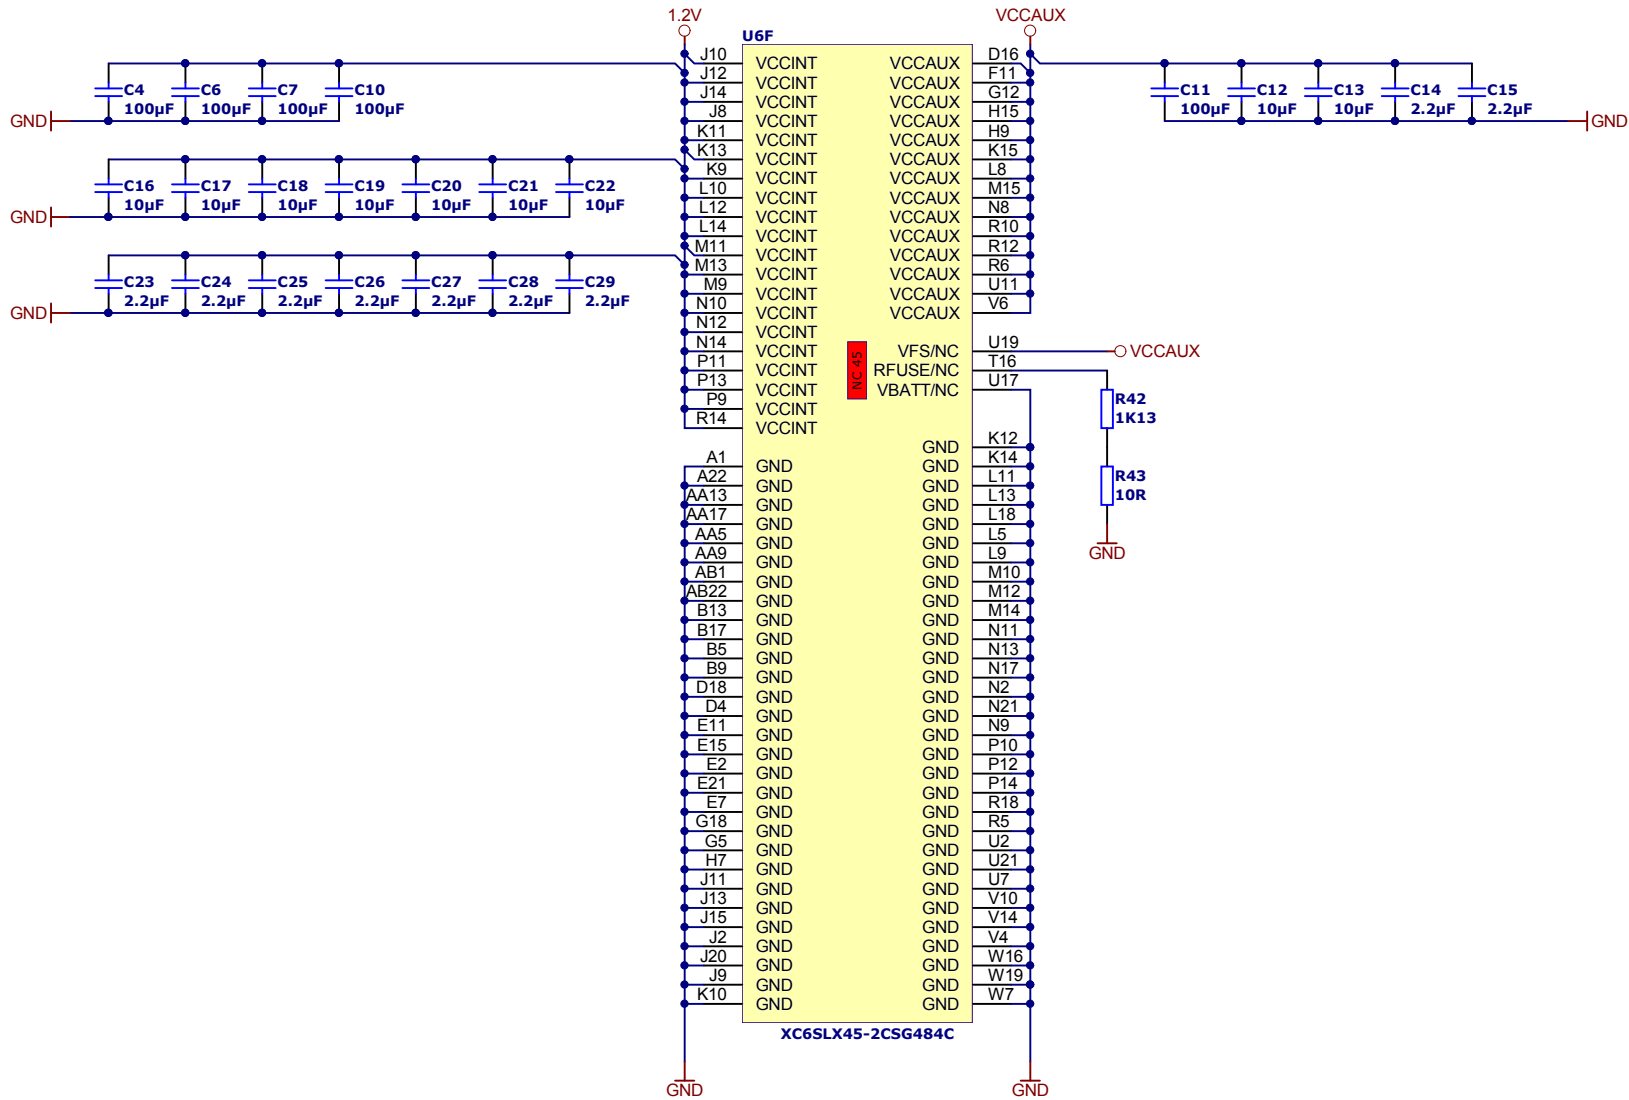 1.2V
VCCAUX
U6F
J10 VCCINT VCCAUX D16
J12 VCCINT VCCAUX F11
J14 VCCINT VCCAUX G12
J8 VCCINT VCCAUX H15
K11 VCCINT VCCAUX H9
K13 VCCINT VCCAUX K15
K9 VCCINT VCCAUX L8
L10 VCCINT VCCAUX M15
L12 VCCINT VCCAUX N8
L14 VCCINT VCCAUX R10
M11 VCCINT VCCAUX R12
M13 VCCINT VCCAUX R6
M9 VCCINT VCCAUX U11
N10 VCCINT VCCAUX V6
N12 VCCINT
N14 VCCINT VFS/NC U19 VCCAUX
P11 VCCINT RFUSE/NC T16
P13 VCCINT VBATT/NC U17
P9 VCCINT
R14 VCCINT
NC 45
GND K12
A1 GND GND K14
A22 GND GND L11
AA13 GND GND L13
AA17 GND GND L18
AA5 GND GND L5
AA9 GND GND L9
AB1 GND GND M10
AB22 GND GND M12
B13 GND GND M14
B17 GND GND N11
B5 GND GND N13
B9 GND GND N17
D18 GND GND N2
D4 GND GND N21
E11 GND GND N9
E15 GND GND P10
E2 GND GND P12
E21 GND GND P14
E7 GND GND R18
G18 GND GND R5
G5 GND GND U2
H7 GND GND U21
J11 GND GND U7
J13 GND GND V10
J15 GND GND V14
J2 GND GND V4
J20 GND GND W16
J9 GND GND W19
K10 GND GND W7
XC6SLX45-2CSG484C
GND
GND
C4 C6 C7 C10
100µF 100µF 100µF 100µF
GND
C16 C17 C18 C19 C20 C21 C22
10µF 10µF 10µF 10µF 10µF 10µF 10µF
GND
C23 C24 C25 C26 C27 C28 C29
2.2µF 2.2µF 2.2µF 2.2µF 2.2µF 2.2µF 2.2µF
GND
C11 C12 C13 C14 C15
100µF 10µF 10µF 2.2µF 2.2µF
GND
R42
1K13
R43
10R
GND